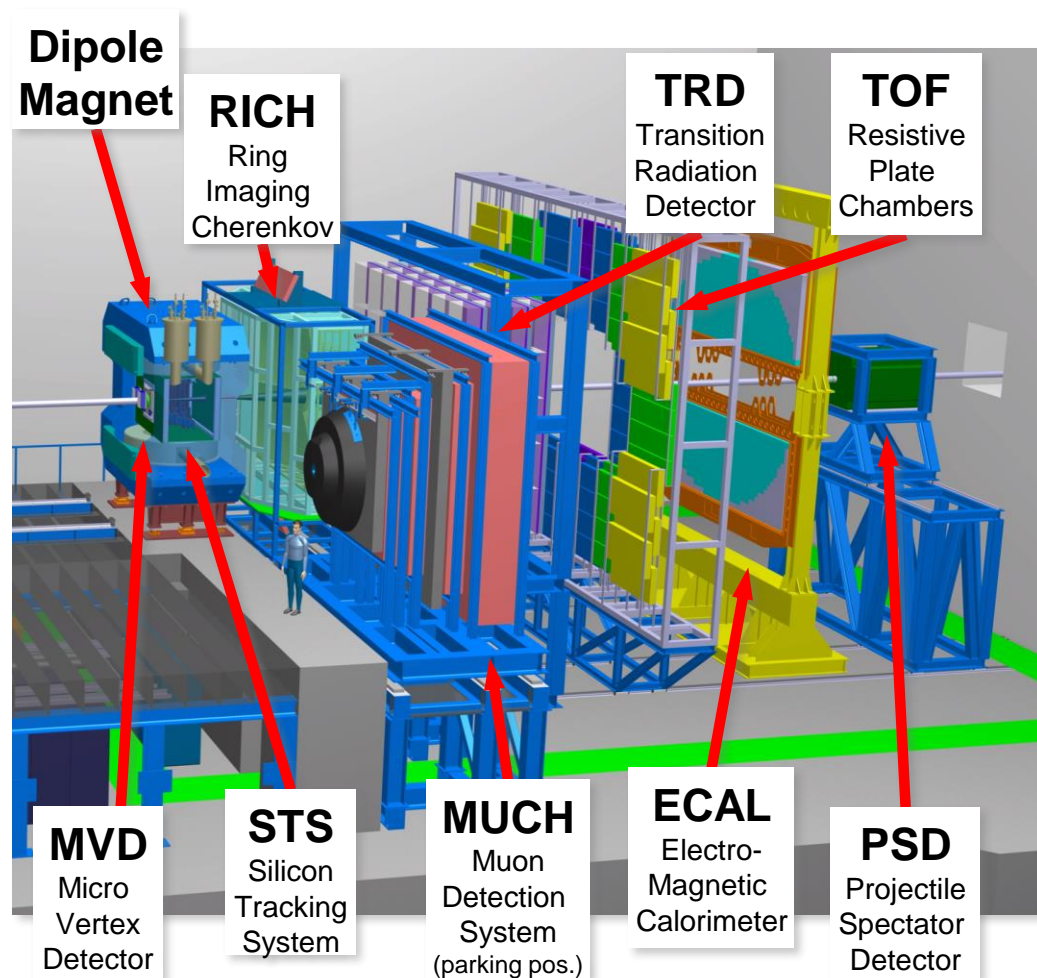 Dipole
Magnet
RICH
Ring
Imaging
Cherenkov
TRD
Transition
Radiation
Detector
TOF
Resistive
Plate
Chambers
MVD
Micro
Vertex
Detector
STS
Silicon
Tracking
System
MUCH
Muon
Detection
System
(parking pos.)
ECAL
Electro-
Magnetic
Calorimeter
PSD
Projectile
Spectator
Detector